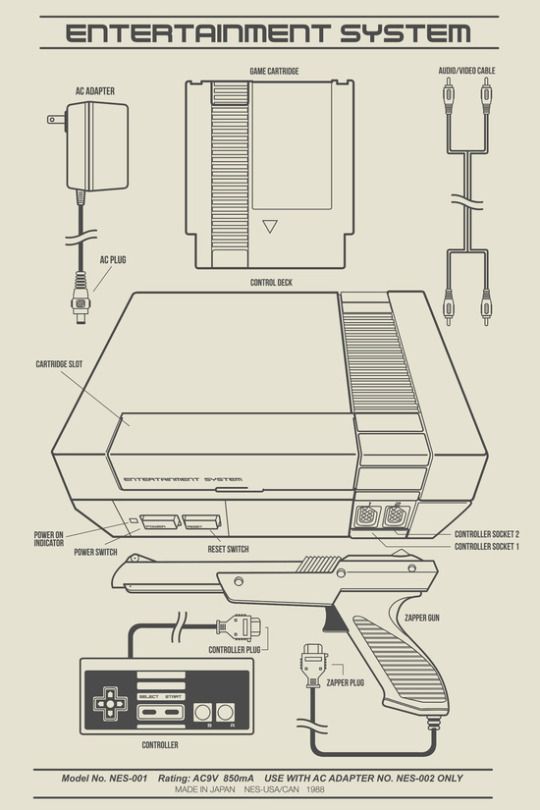 ENTERTAINMENT SYSTEM
GAME CARTRIDGE
AUDIO/VIDEO CABLE
AC ADAPTER
AC PLUG
CONTROL DECK
CARTRIDGE SLOT
ENTERTAINMENT SYSTEM
1 2
POWER RESET
POWER ON
INDICATOR
POWER SWITCH
RESET SWITCH
CONTROLLER SOCKET 2
CONTROLLER SOCKET 1
ZAPPER GUN
CONTROLLER PLUG
ZAPPER PLUG
SELECT START
B A
CONTROLLER
Model No. NES-001 Rating: AC9V 850mA USE WITH AC ADAPTER NO. NES-002 ONLY
MADE IN JAPAN NES-USA/CAN 1988